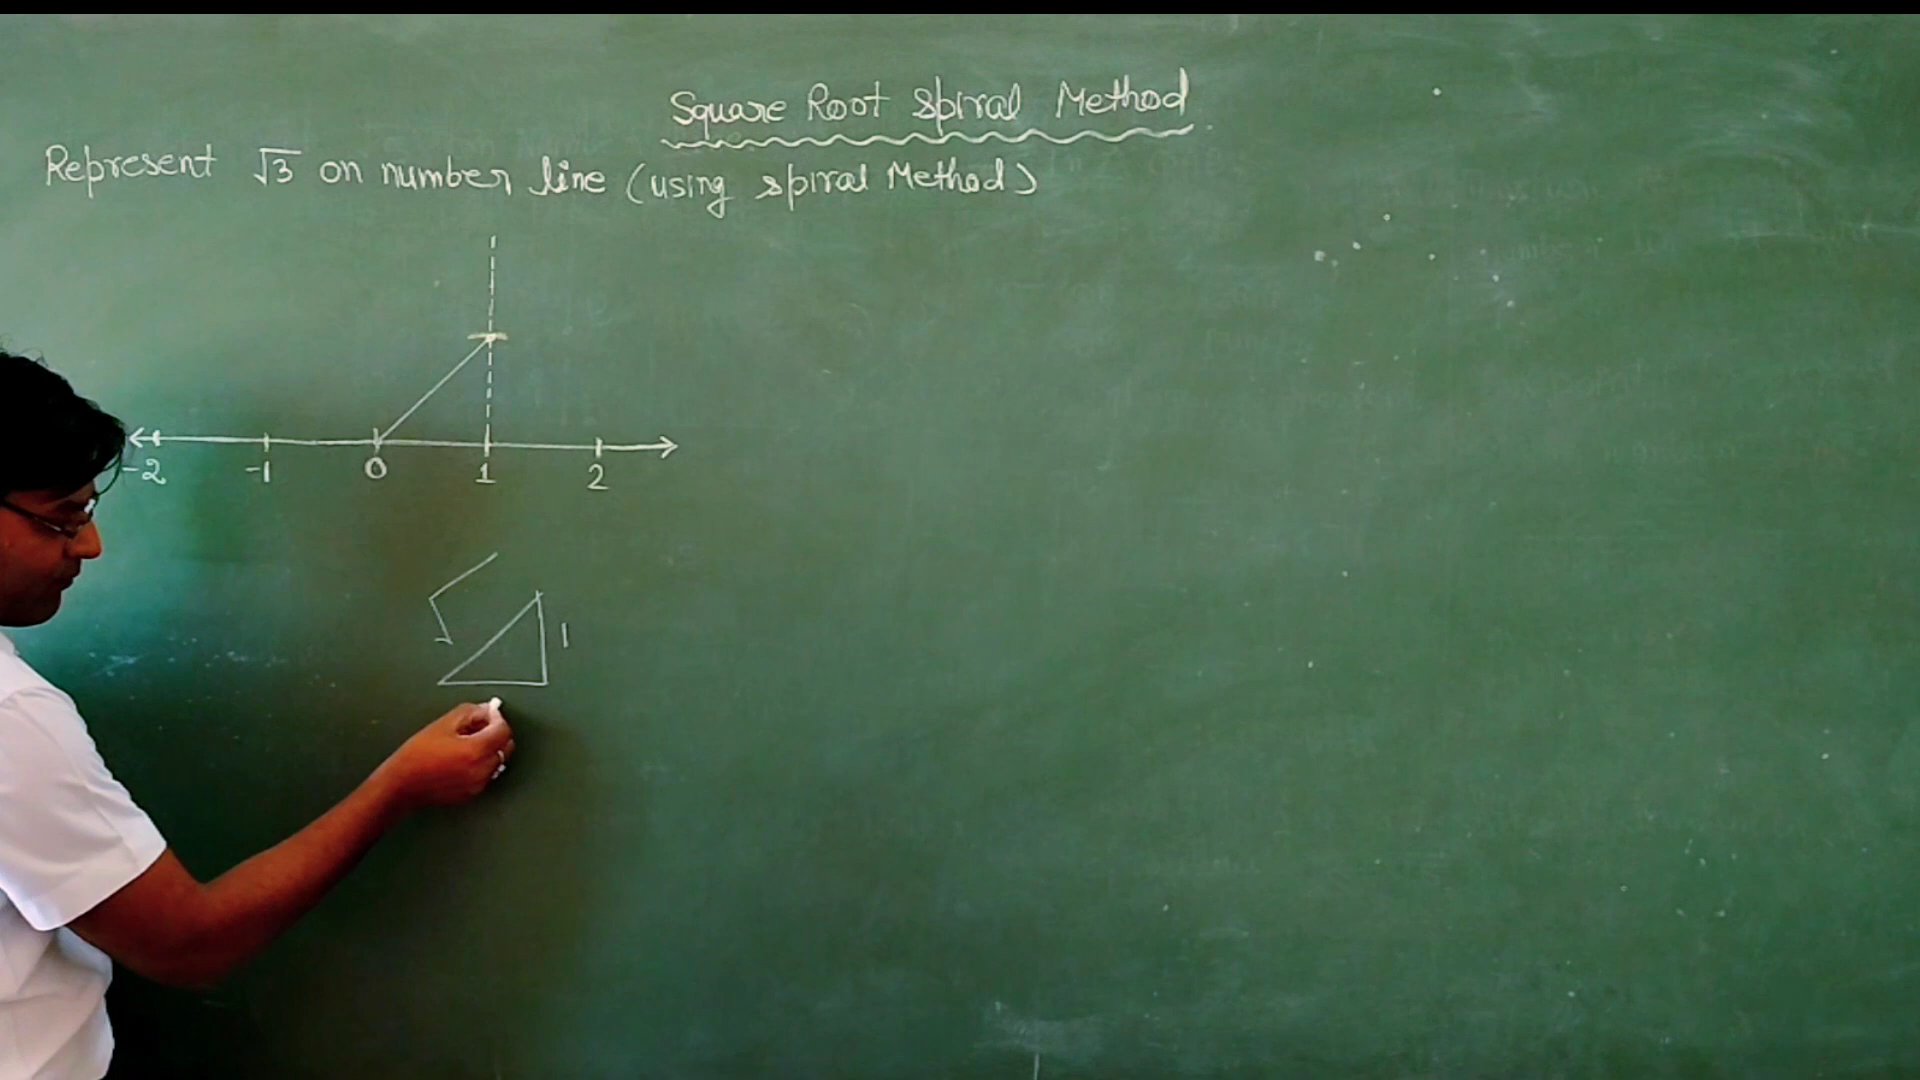 Square Root Spiral Method
Represent √3 on number line (using spiral Method)
-2 -1 0 1 2
1